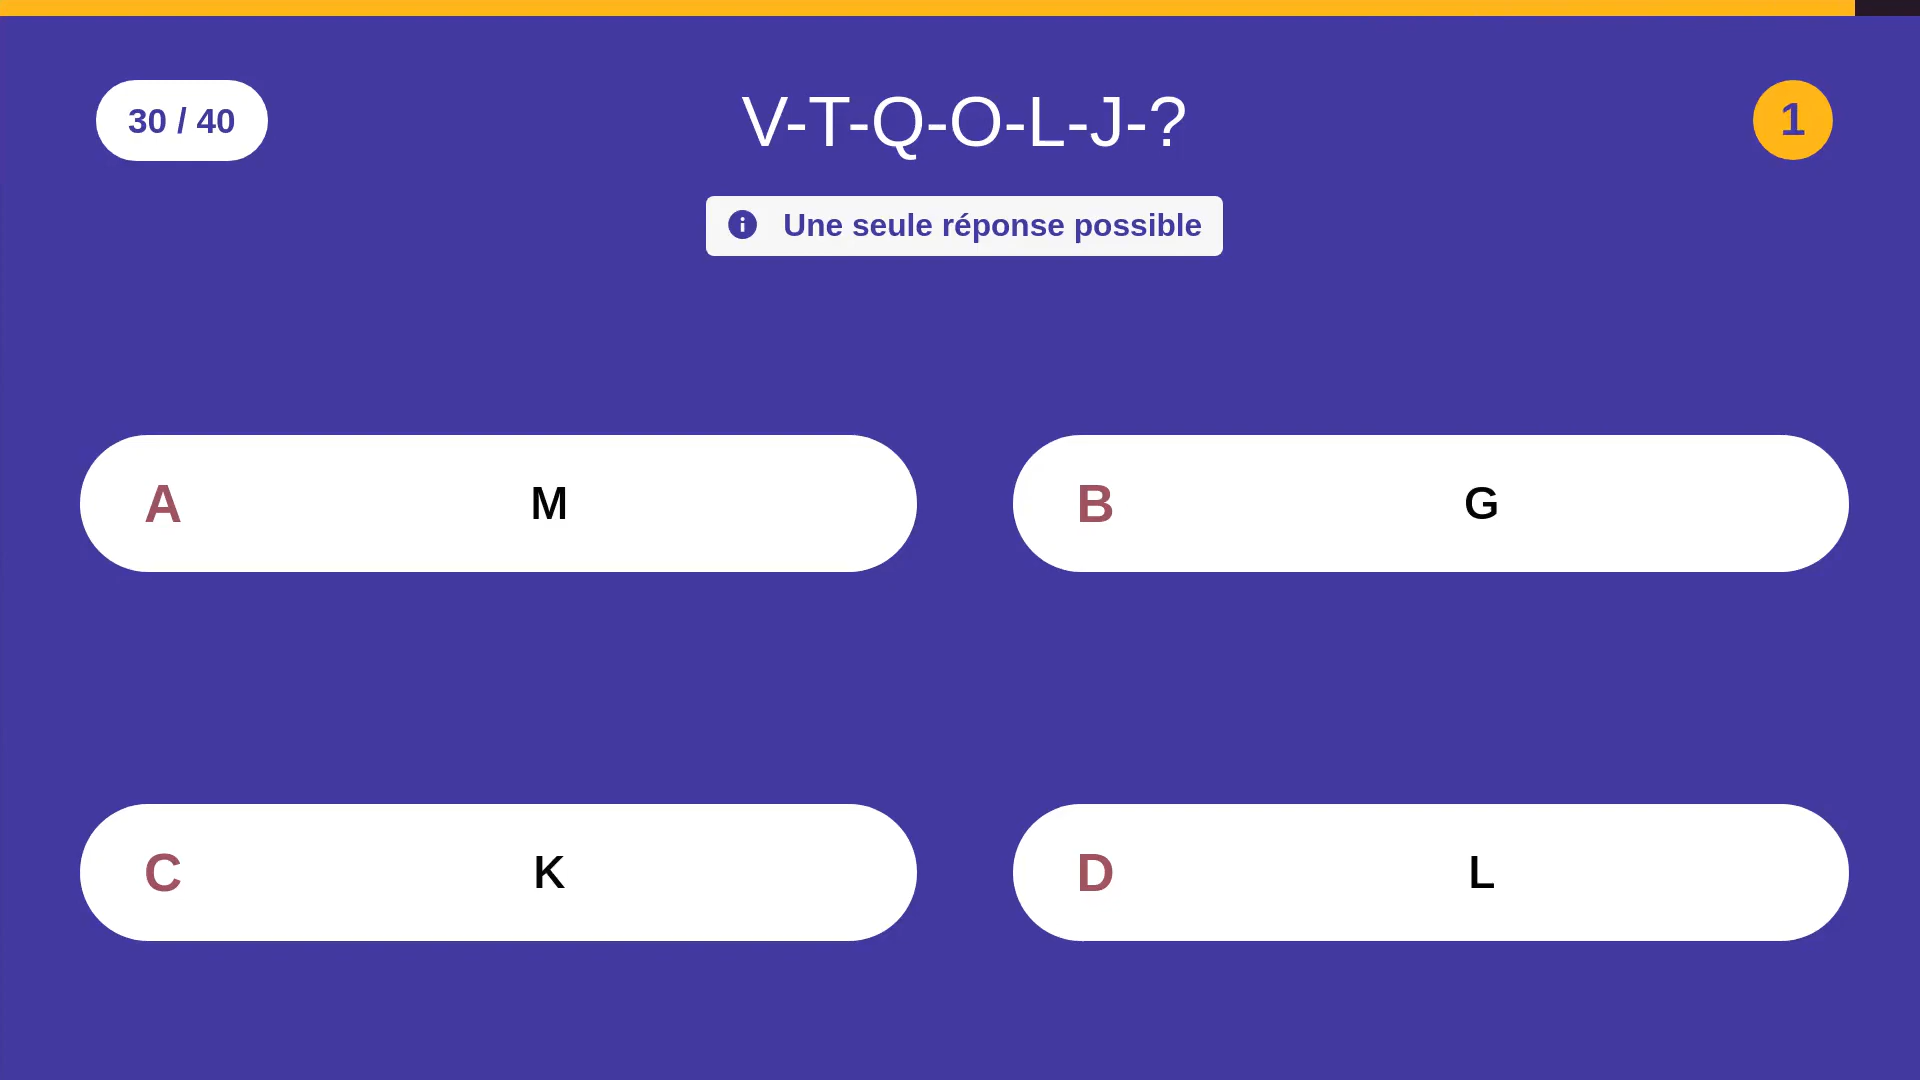 30 / 40
V-T-Q-O-L-J-?
1
Une seule réponse possible
A M
B G
C K
D L